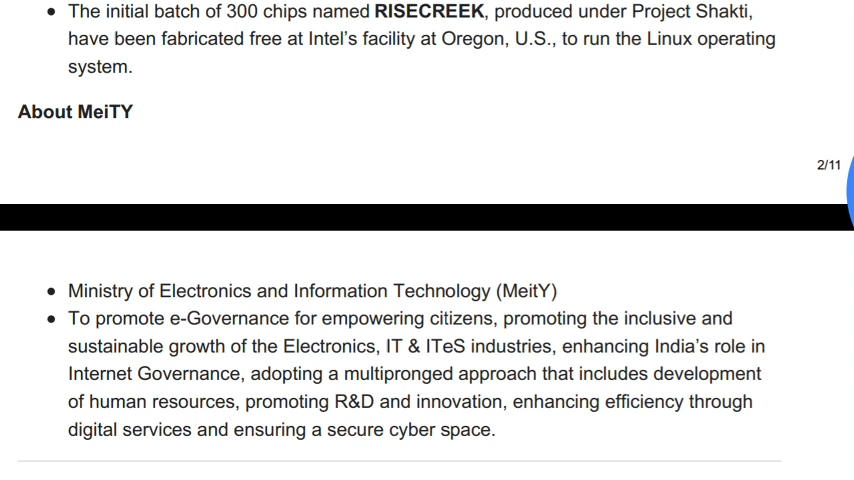 • The initial batch of 300 chips named RISECREEK, produced under Project Shakti,
have been fabricated free at Intel's facility at Oregon, U.S., to run the Linux operating
system.
About MeiTY
2/11
• Ministry of Electronics and Information Technology (MeitY)
• To promote e-Governance for empowering citizens, promoting the inclusive and
sustainable growth of the Electronics, IT & ITeS industries, enhancing India's role in
Internet Governance, adopting a multipronged approach that includes development
of human resources, promoting R&D and innovation, enhancing efficiency through
digital services and ensuring a secure cyber space.